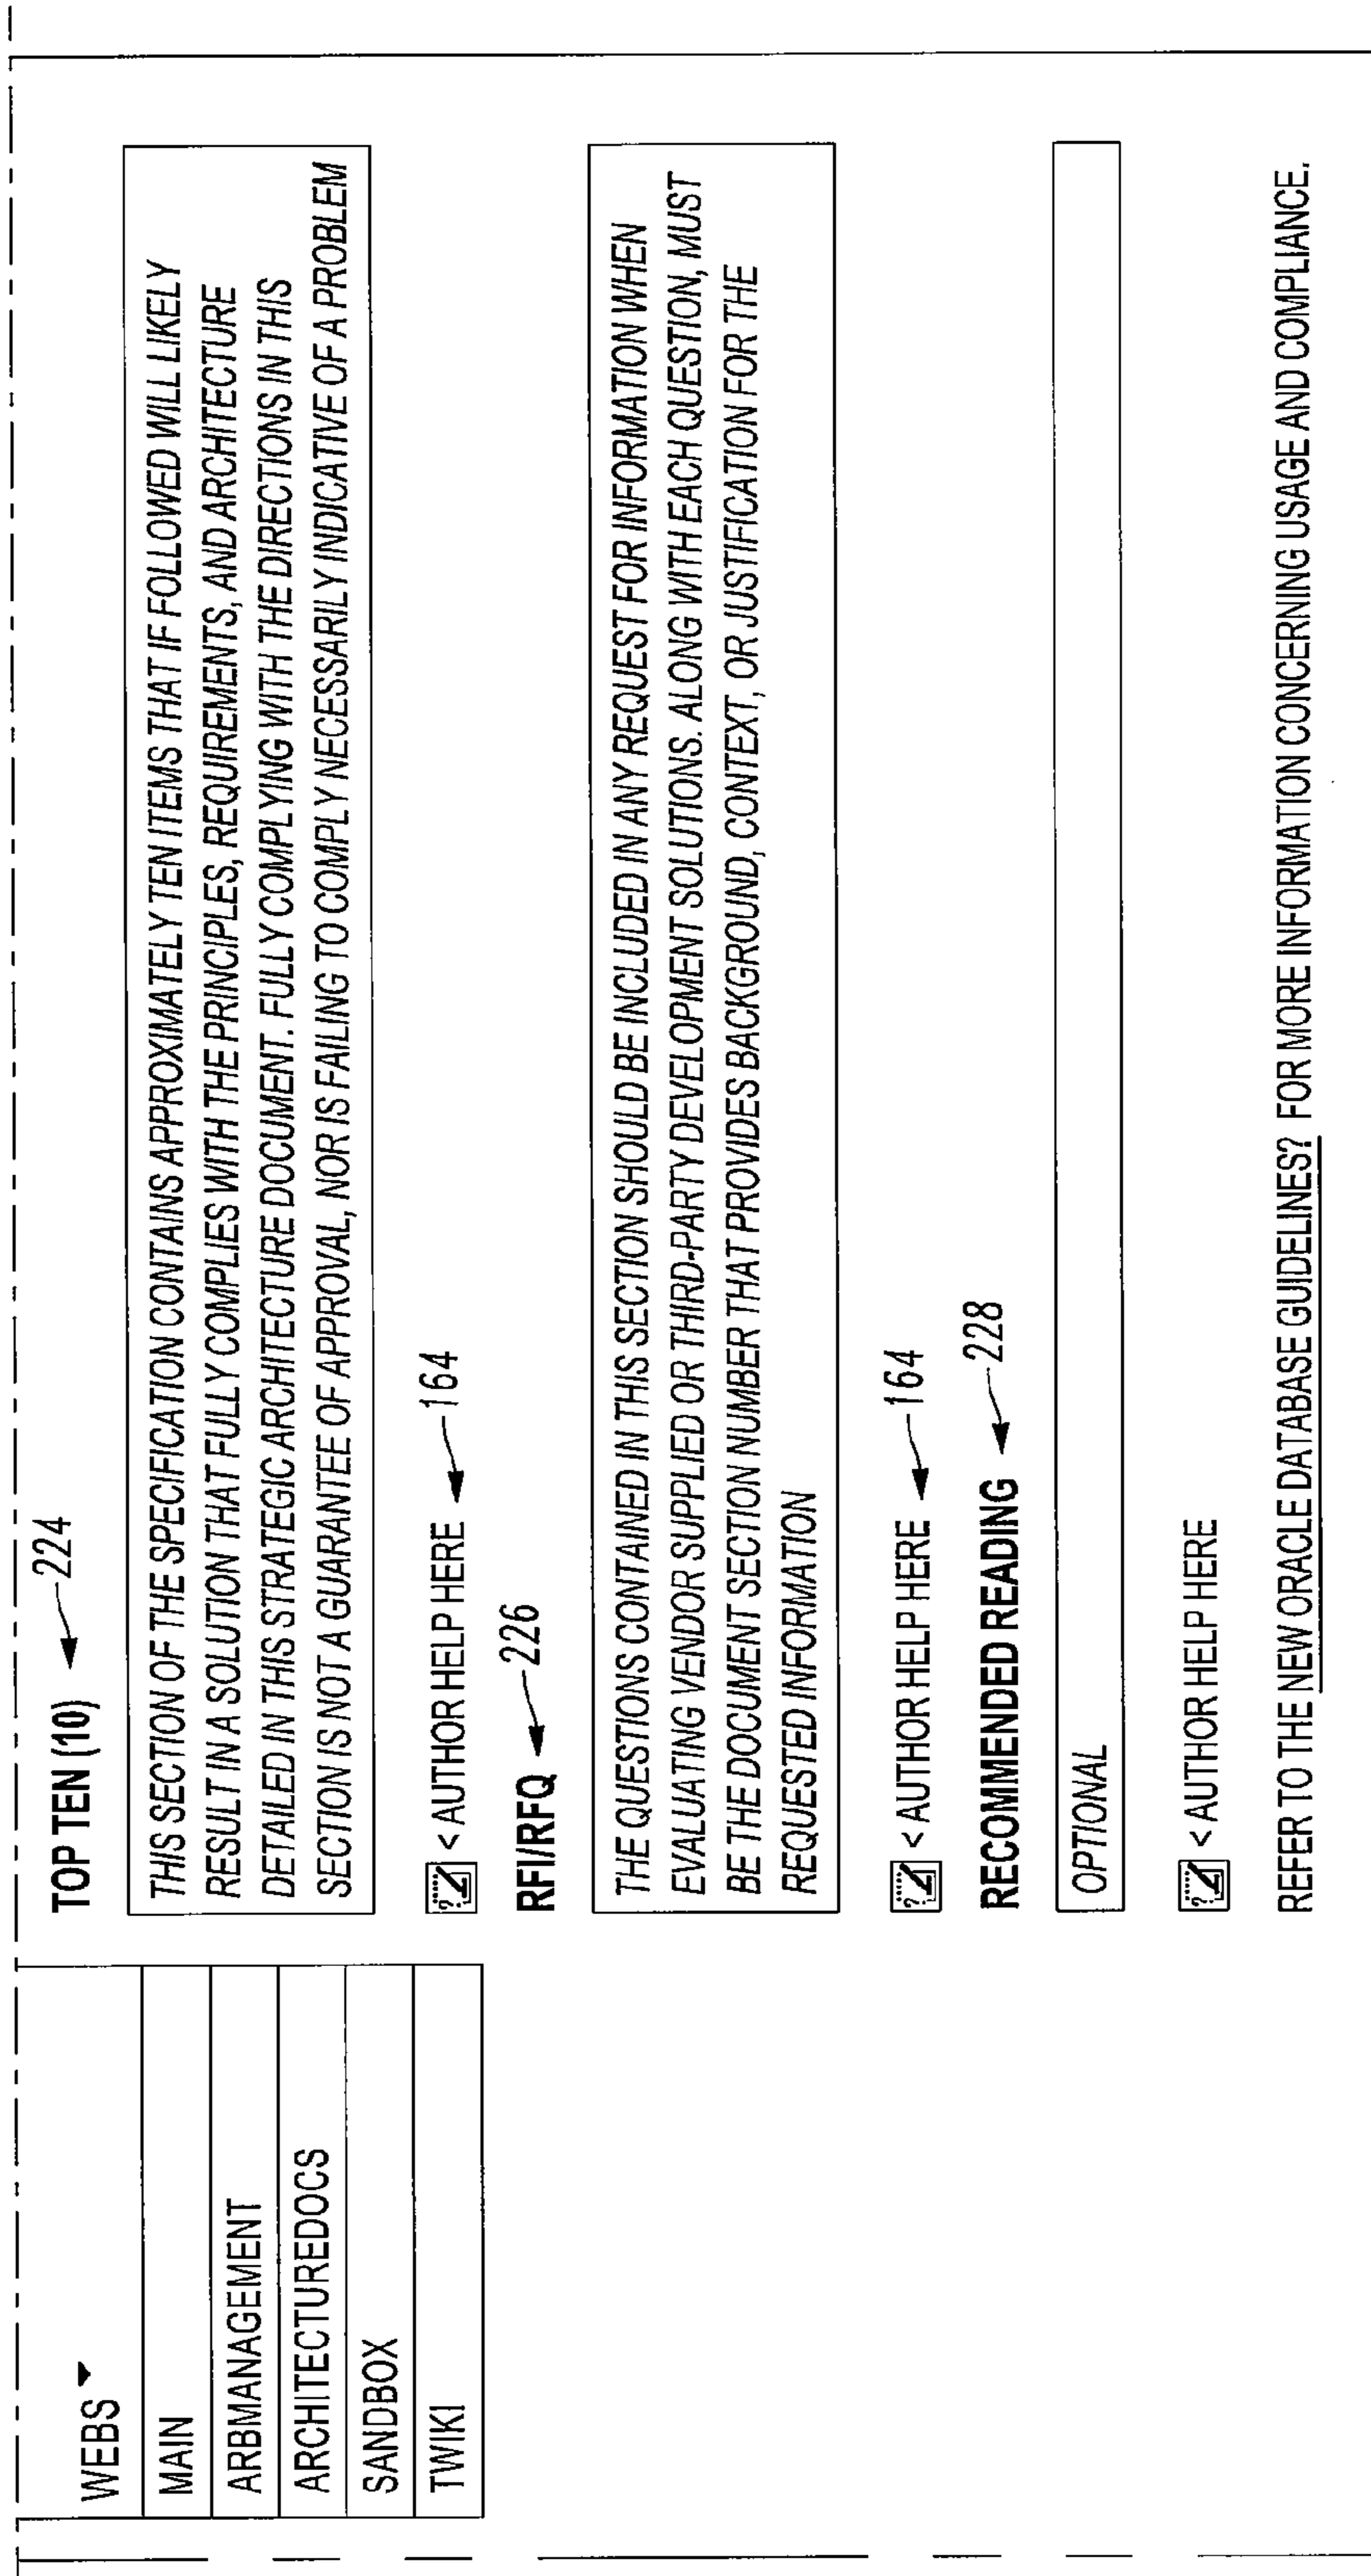 WEBS
MAIN
ARBMANAGEMENT
ARCHITECTUREDOCS
SANDBOX
TWIKI
TOP TEN (10) 224
THIS SECTION OF THE SPECIFICATION CONTAINS APPROXIMATELY TEN ITEMS THAT IF FOLLOWED WILL LIKELY
RESULT IN A SOLUTION THAT FULLY COMPLIES WITH THE PRINCIPLES, REQUIREMENTS, AND ARCHITECTURE
DETAILED IN THIS STRATEGIC ARCHITECTURE DOCUMENT. FULLY COMPLYING WITH THE DIRECTIONS IN THIS
SECTION IS NOT A GUARANTEE OF APPROVAL, NOR IS FAILING TO COMPLY NECESSARILY INDICATIVE OF A PROBLEM
? < AUTHOR HELP HERE 164
RFI/RFQ 226
THE QUESTIONS CONTAINED IN THIS SECTION SHOULD BE INCLUDED IN ANY REQUEST FOR INFORMATION WHEN
EVALUATING VENDOR SUPPLIED OR THIRD-PARTY DEVELOPMENT SOLUTIONS. ALONG WITH EACH QUESTION, MUST
BE THE DOCUMENT SECTION NUMBER THAT PROVIDES BACKGROUND, CONTEXT, OR JUSTIFICATION FOR THE
REQUESTED INFORMATION
? < AUTHOR HELP HERE 164
RECOMMENDED READING 228
OPTIONAL
? < AUTHOR HELP HERE
REFER TO THE NEW ORACLE DATABASE GUIDELINES? FOR MORE INFORMATION CONCERNING USAGE AND COMPLIANCE.